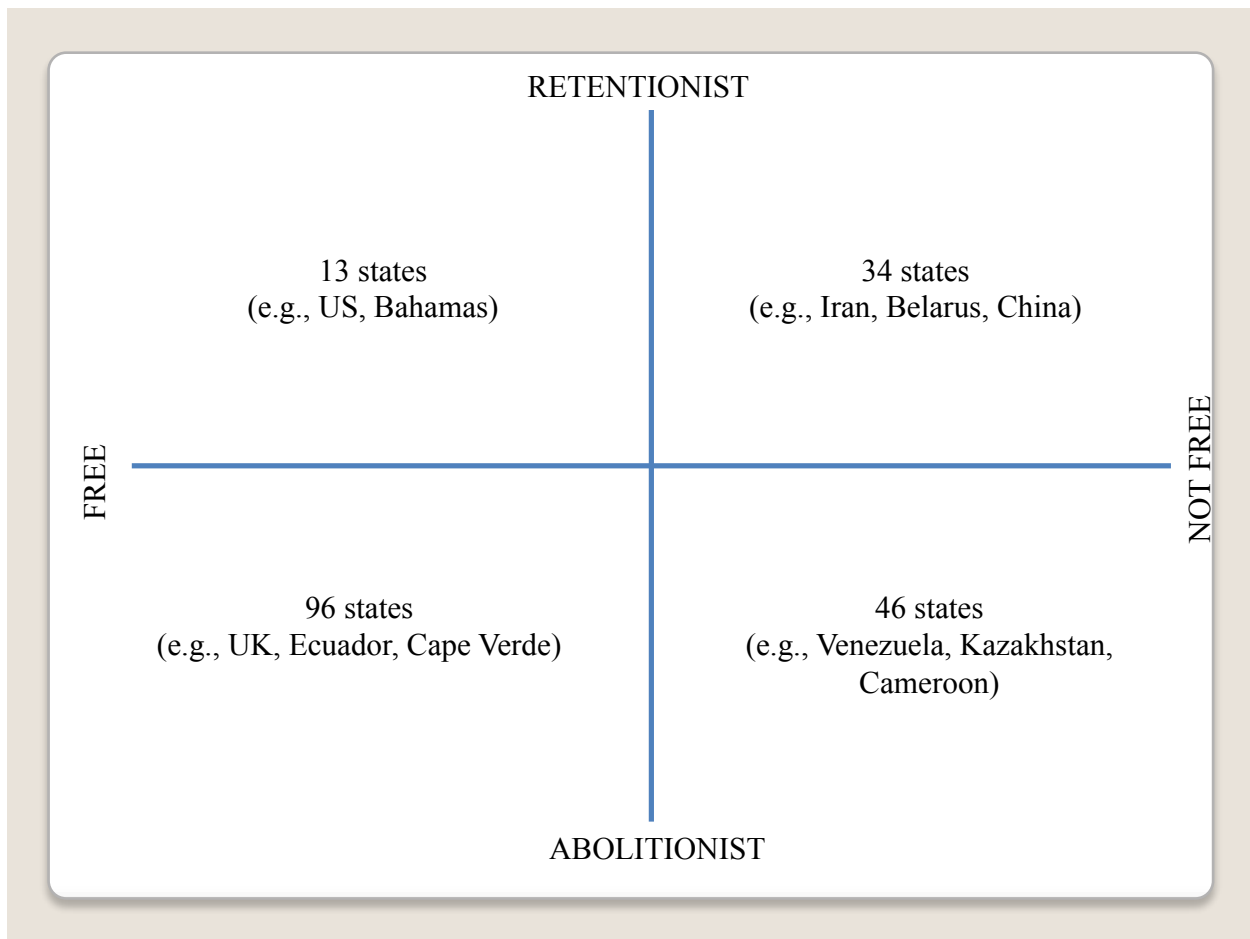 RETENTIONIST
13 states
(e.g., US, Bahamas)
34 states
(e.g., Iran, Belarus, China)
FREE
NOT FREE
96 states
(e.g., UK, Ecuador, Cape Verde)
46 states
(e.g., Venezuela, Kazakhstan,
Cameroon)
ABOLITIONIST